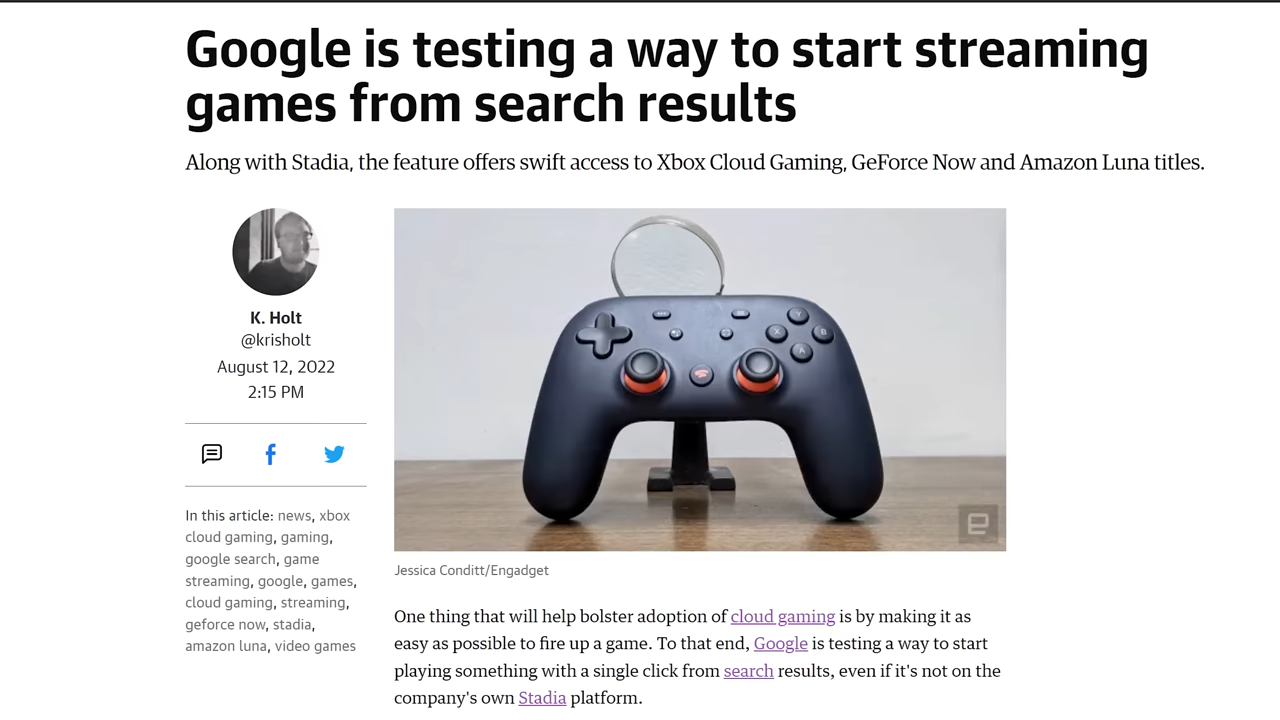 Google is testing a way to start streaming
games from search results
Along with Stadia, the feature offers swift access to Xbox Cloud Gaming, GeForce Now and Amazon Luna titles.
K. Holt
@krisholt
August 12, 2022
2:15 PM
In this article: news, xbox
cloud gaming, gaming,
google search, game
streaming, google, games,
cloud gaming, streaming,
geforce now, stadia,
amazon luna, video games
Y
X
B
A
e
Jessica Conditt/Engadget
One thing that will help bolster adoption of cloud gaming is by making it as
easy as possible to fire up a game. To that end, Google is testing a way to start
playing something with a single click from search results, even if it's not on the
company's own Stadia platform.